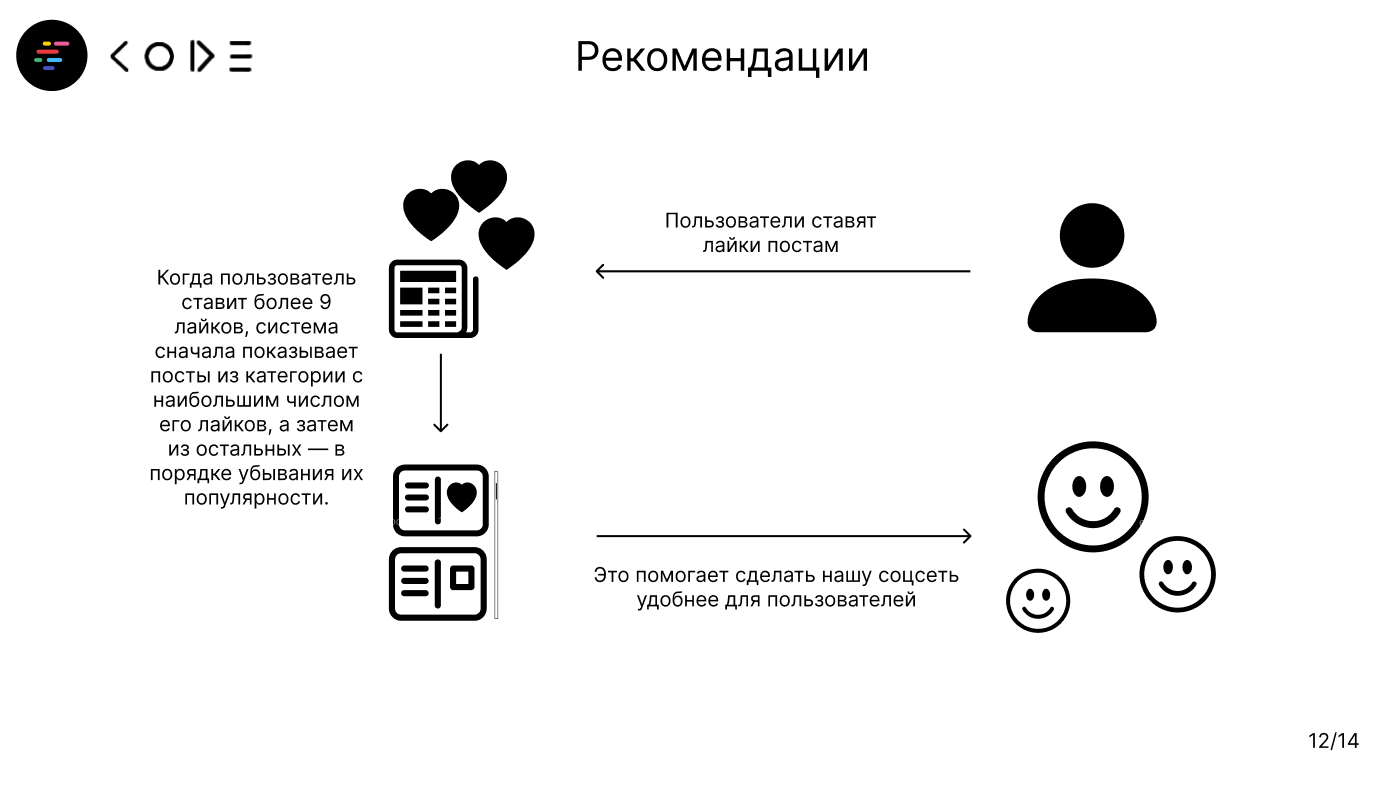 КODE
Рекомендации
Пользователи ставят
лайки постам
Когда пользователь
ставит более 9
лайков, система
сначала показывает
посты из категории с
наибольшим числом
его лайков, а затем
из остальных — в
порядке убывания их
популярности.
Это помогает сделать нашу соцсеть
удобнее для пользователей
12/14